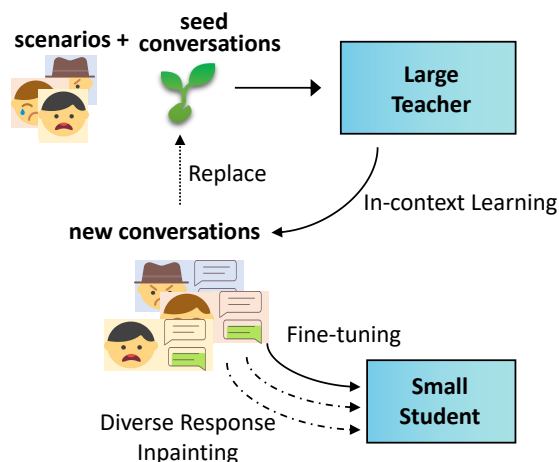 scenarios +
seed
conversations
Large
Teacher
Replace
In-context Learning
new conversations
Fine-tuning
Small
Student
Diverse Response
Inpainting